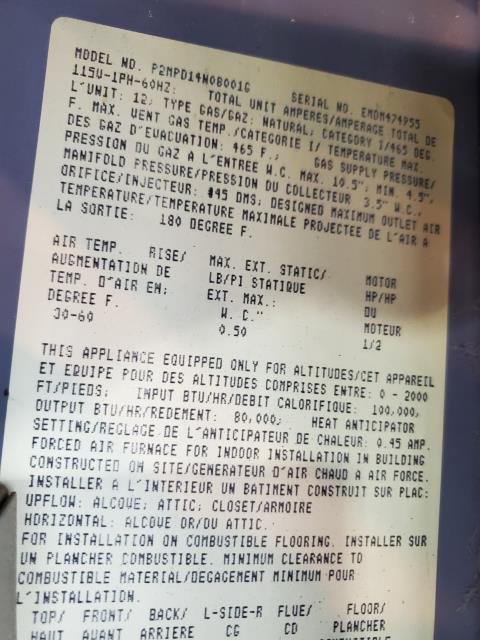 MODEL NO. P2MPD14N08001G SERIAL NO. EMDM474955
115V-1PH-60HZ: TOTAL UNIT AMPERES/AMPERAGE TOTAL DE
L'UNIT: 12; TYPE GAS/GAZ: NATURAL; CATEGORY 1/465 DEG.
F. MAX. VENT GAS TEMP./CATEGORIE 1/ TEMPERATURE MAX.
DES GAZ D'EVACUATION: 465 F.; GAS SUPPLY PRESSURE/
PRESSION DU GAZ A L'ENTREE W.C. MAX. 10.5", MIN. 4.5",
MANIFOLD PRESSURE/PRESSION DU COLLECTEUR 3.5" W.C.,
ORIFICE/INJECTEUR: #45 DMS; DESIGNED MAXIMUM OUTLET AIR
TEMPERATURE/TEMPERATURE MAXIMALE PROJECTEE DE L'AIR A
LA SORTIE: 180 DEGREE F.
AIR TEMP. RISE/ MAX. EXT. STATIC/ MOTOR
AUGMENTATION DE LB/PI STATIQUE HP/HP
TEMP. D'AIR EM; EXT. MAX.: OU
DEGREE F. W. C." MOTEUR
30-60 0.50 1/2
THIS APPLIANCE EQUIPPED ONLY FOR ALTITUDES/CET APPAREIL
ET EQUIPE POUR DES ALTITUDES COMPRISES ENTRE: 0 - 2000
FT/PIEDS; INPUT BTU/HR/DEBIT CALORIFIQUE: 100,000;
OUTPUT BTU/HR/REDEMENT: 80,000; HEAT ANTICIPATOR
SETTING/REGLAGE DE L'ANTICIPATEUR DE CHALEUR: 0.45 AMP.
FORCED AIR FURNACE FOR INDOOR INSTALLATION IN BUILDING
CONSTRUCTED ON SITE/GENERATEUR D'AIR CHAUD A AIR FORCE.
INSTALLER A L'INTERIEUR UN BATIMENT CONSTRUIT SUR PLAC:
UPFLOW: ALCOVE; ATTIC; CLOSET/ARMOIRE
HORIZONTAL: ALCOVE OR/OU ATTIC
FOR INSTALLATION ON COMBUSTIBLE FLOORING. INSTALLER SUR
UN PLANCHER COMBUSTIBLE. MINIMUM CLEARANCE TO
COMBUSTIBLE MATERIAL/DEGAGEMENT MINIMUM POUR
L'INSTALLATION.
TOP/ FRONT/ BACK/ L-SIDE-R FLUE/ FLOOR/
HAUT AVANT ARRIERE CG CD PLANCHER